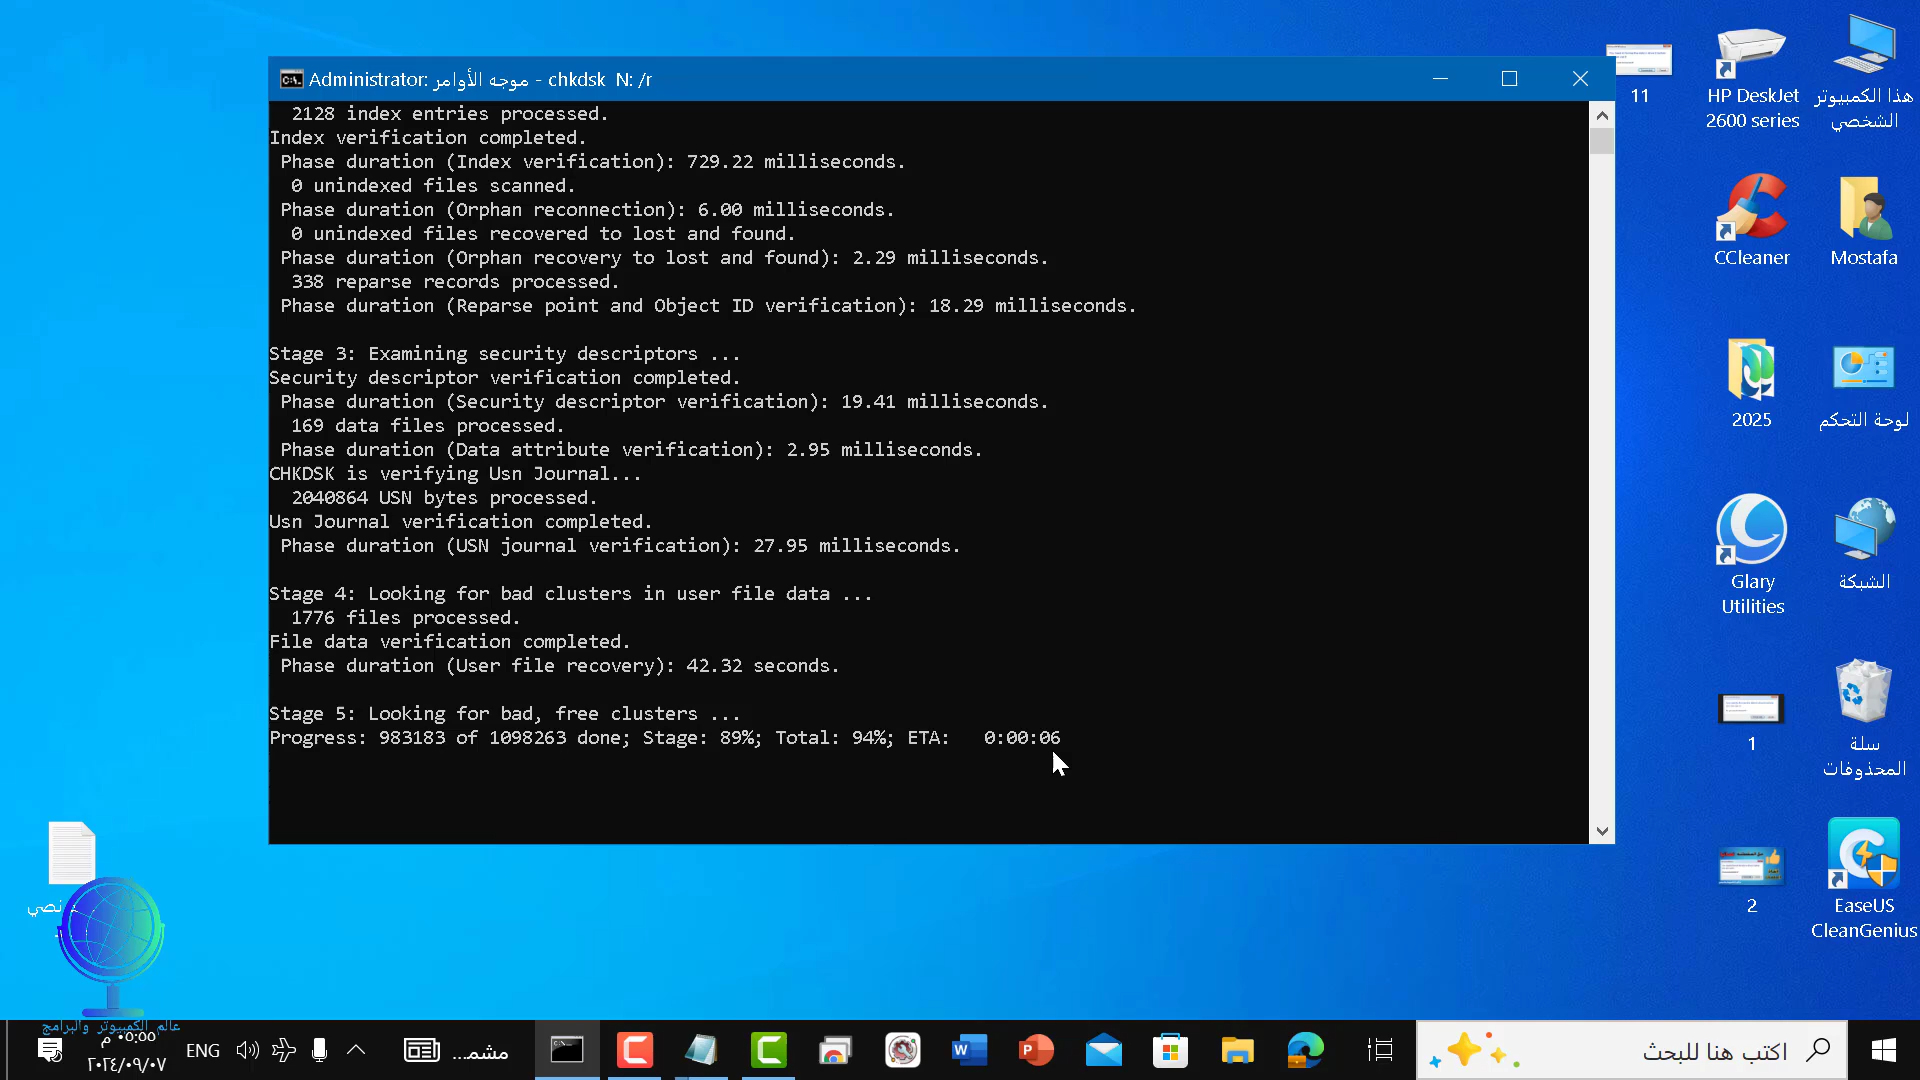 Administrator: موجه الأوامر - chkdsk  N: /r
2128 index entries processed.
Index verification completed.
Phase duration (Index verification): 729.22 milliseconds.
0 unindexed files scanned.
Phase duration (Orphan reconnection): 6.00 milliseconds.
0 unindexed files recovered to lost and found.
Phase duration (Orphan recovery to lost and found): 2.29 milliseconds.
338 reparse records processed.
Phase duration (Reparse point and Object ID verification): 18.29 milliseconds.
Stage 3: Examining security descriptors ...
Security descriptor verification completed.
Phase duration (Security descriptor verification): 19.41 milliseconds.
169 data files processed.
Phase duration (Data attribute verification): 2.95 milliseconds.
CHKDSK is verifying Usn Journal...
2040864 USN bytes processed.
Usn Journal verification completed.
Phase duration (USN journal verification): 27.95 milliseconds.
Stage 4: Looking for bad clusters in user file data ...
1776 files processed.
File data verification completed.
Phase duration (User file recovery): 42.32 seconds.
Stage 5: Looking for bad, free clusters ...
Progress: 983183 of 1098263 done; Stage: 89%; Total: 94%; ETA:   0:00:06
11
HP DeskJet
2600 series
هذا الكمبيوتر
الشخصي
CCleaner
Mostafa
2025
لوحة التحكم
Glary
Utilities
الشبكة
1
سلة
المحذوفات
2
EaseUS
CleanGenius
نصي
عالم الكمبيوتر والبرامج
٠٥:٥٥ م
٢٠٢٤/٠٩/٠٧
ENG
مشمـ...
اكتب هنا للبحث